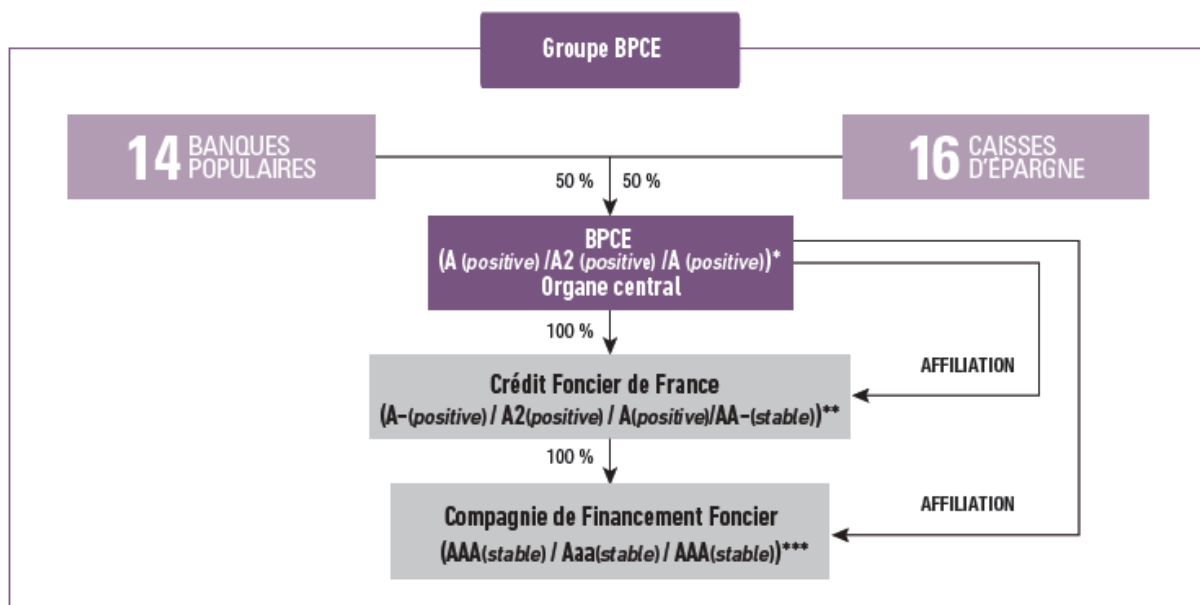 Groupe BPCE
14 BANQUES
POPULAIRES
16 CAISSES
D'ÉPARGNE
50 % 50 %
BPCE
(A (positive) /A2 (positive) /A (positive))*
Organe central
100 %
AFFILIATION
Crédit Foncier de France
(A-(positive) / A2(positive) / A(positive)/AA-(stable))**
100 %
AFFILIATION
Compagnie de Financement Foncier
(AAA(stable) / Aaa(stable) / AAA(stable))***